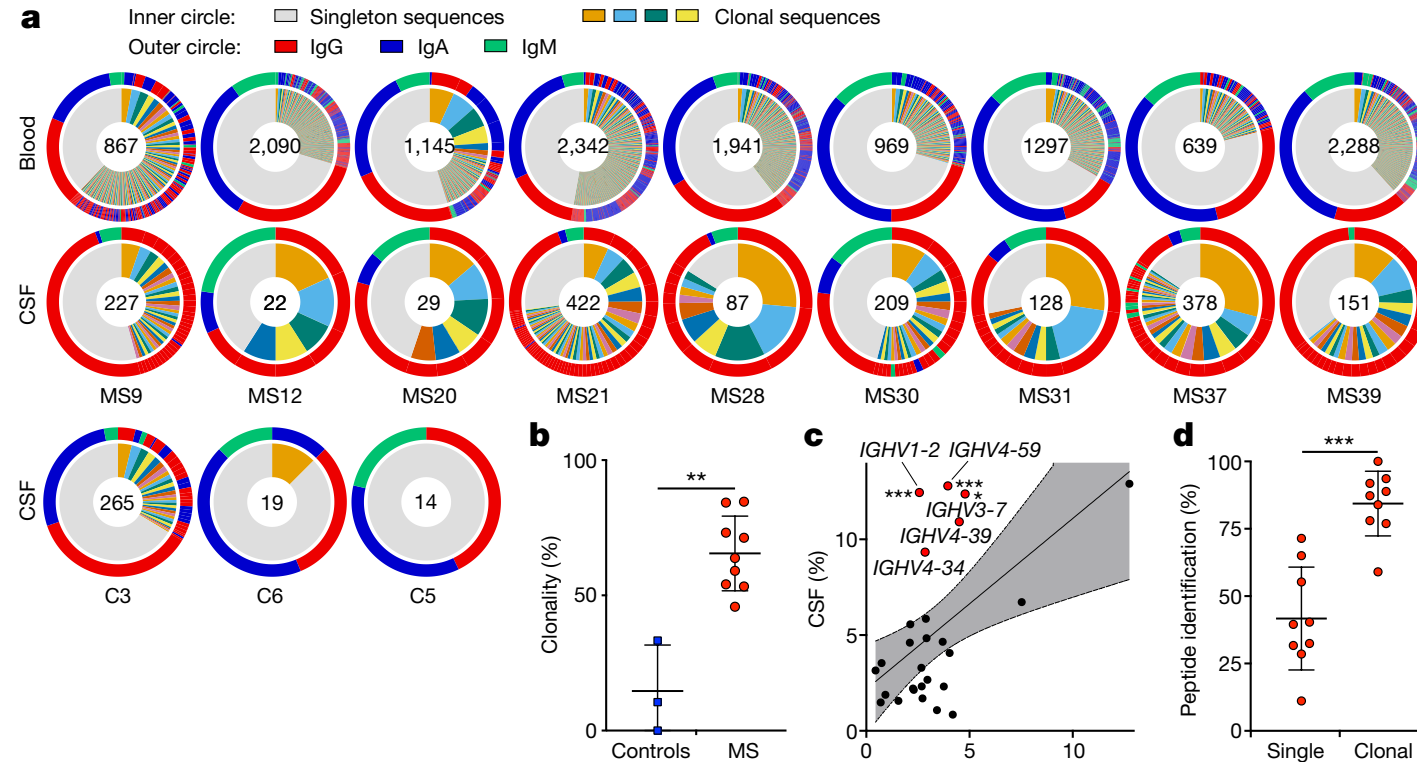 a
Inner circle: Singleton sequences Clonal sequences
Outer circle: IgG IgA IgM
Blood
867 2,090 1,145 2,342 1,941 969 1297 639 2,288
CSF
227 22 29 422 87 209 128 378 151
MS9 MS12 MS20 MS21 MS28 MS30 MS31 MS37 MS39
CSF
265 19 14
C3 C6 C5
b
Clonality (%)
100
50
0
**
Controls MS
c
CSF (%)
10
5
0
0 5 10
IGHV1-2 IGHV4-59
*** ***
*
IGHV3-7
IGHV4-39
IGHV4-34
d
Peptide identification (%)
100
75
50
25
0
***
Single Clonal